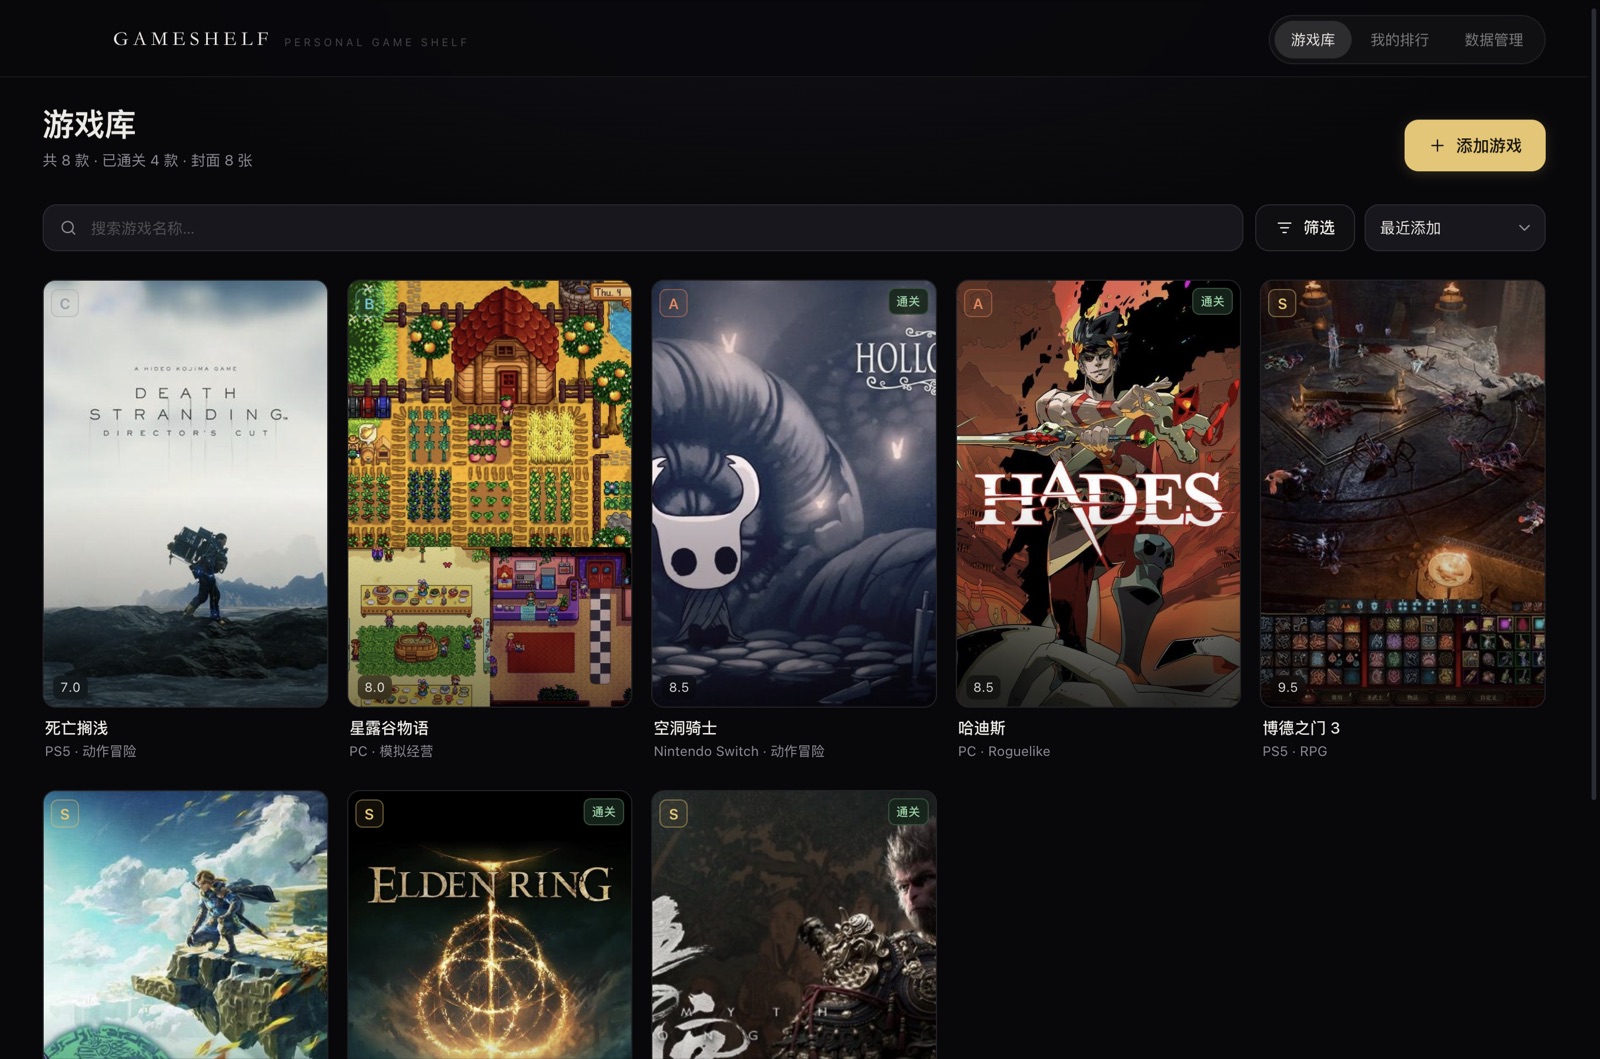 GAMESHELF PERSONAL GAME SHELF
游戏库 我的排行 数据管理
游戏库
共 8 款 · 已通关 4 款 · 封面 8 张
+ 添加游戏
搜索游戏名称...
筛选
最近添加
C
A HIDEO KOJIMA GAME
DEATH
STRANDING™
DIRECTOR'S CUT
7.0
死亡搁浅
PS5 · 动作冒险
B
Thu. 4
8.0
星露谷物语
PC · 模拟经营
A
通关
HOLLO
8.5
空洞骑士
Nintendo Switch · 动作冒险
A
通关
HADES
8.5
哈迪斯
PC · Roguelike
S
9.5
博德之门 3
PS5 · RPG
S
S
通关
ELDEN RING
S
通关
MYTH
ONG